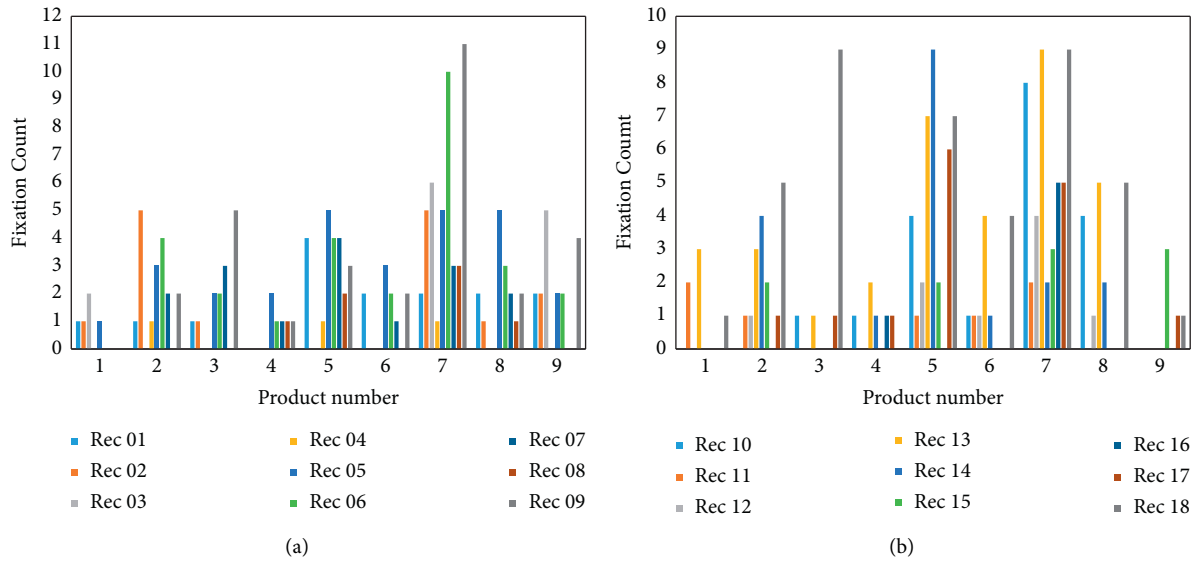 12
11
10
9
8
7
6
5
4
3
2
1
0
Fixation Count
1 2 3 4 5 6 7 8 9
Product number
Rec 01 Rec 04 Rec 07
Rec 02 Rec 05 Rec 08
Rec 03 Rec 06 Rec 09
(a)
10
9
8
7
6
5
4
3
2
1
0
Fixation Count
1 2 3 4 5 6 7 8 9
Product number
Rec 10 Rec 13 Rec 16
Rec 11 Rec 14 Rec 17
Rec 12 Rec 15 Rec 18
(b)